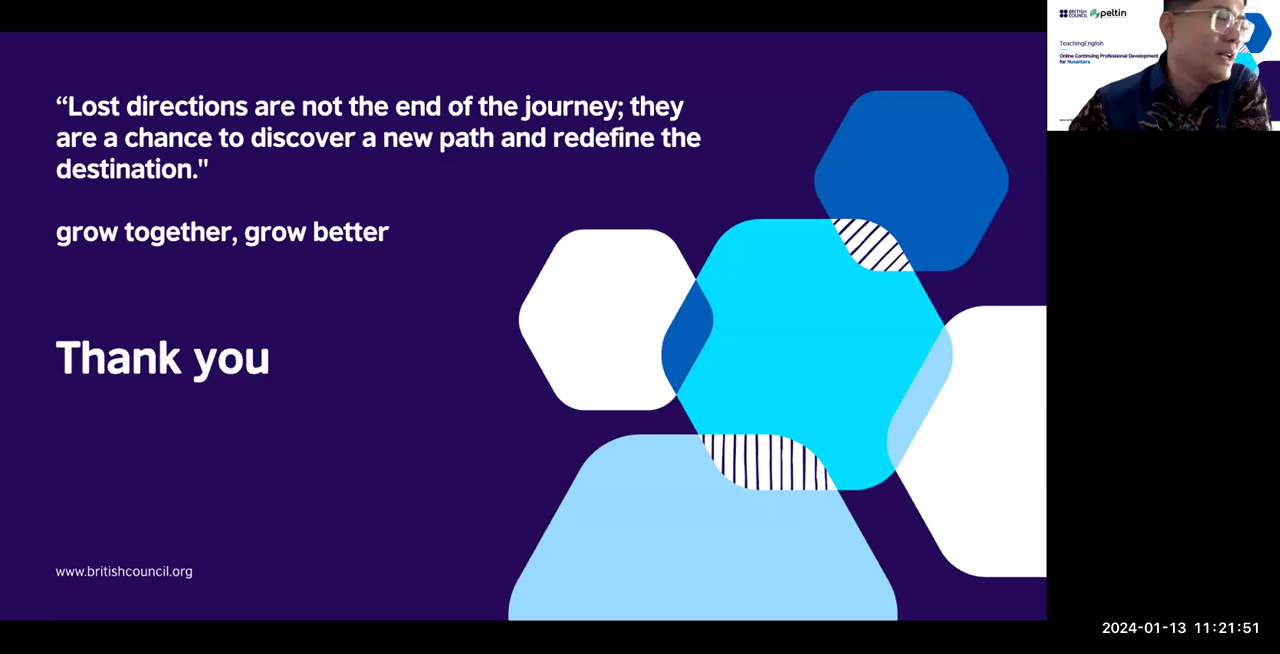 “Lost directions are not the end of the journey; they
are a chance to discover a new path and redefine the
destination."
grow together, grow better
Thank you
www.britishcouncil.org
BRITISH
COUNCIL
peltin
TeachingEnglish
Online Continuing Professional Development
for Nusantara
2024-01-13 11:21:51